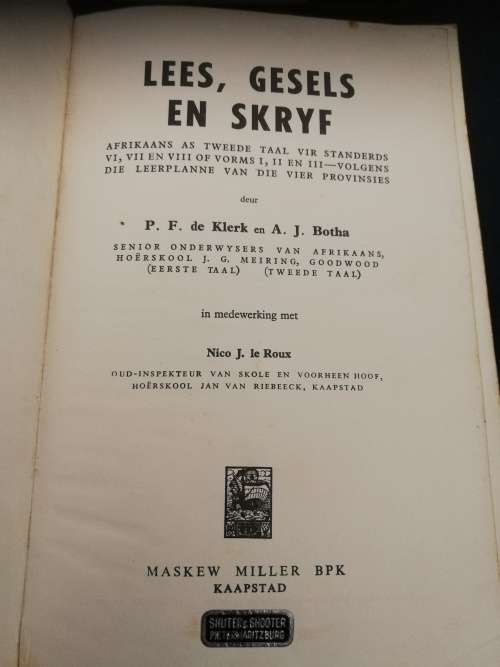 LEES, GESELS
EN SKRYF
AFRIKAANS AS TWEEDE TAAL VIR STANDERDS
VI, VII EN VIII OF VORMS I, II EN III—VOLGENS
DIE LEERPLANNE VAN DIE VIER PROVINSIES
deur
P. F. de Klerk en A. J. Botha
SENIOR ONDERWYSERS VAN AFRIKAANS,
HOËRSKOOL J. G. MEIRING, GOODWOOD
(EERSTE TAAL) (TWEEDE TAAL)
in medewerking met
Nico J. le Roux
OUD-INSPEKTEUR VAN SKOLE EN VOORHEEN HOOF,
HOËRSKOOL JAN VAN RIEBEECK, KAAPSTAD
MASKEW MILLER BPK
KAAPSTAD
SHUTER & SHOOTER
PIETERMARITZBURG